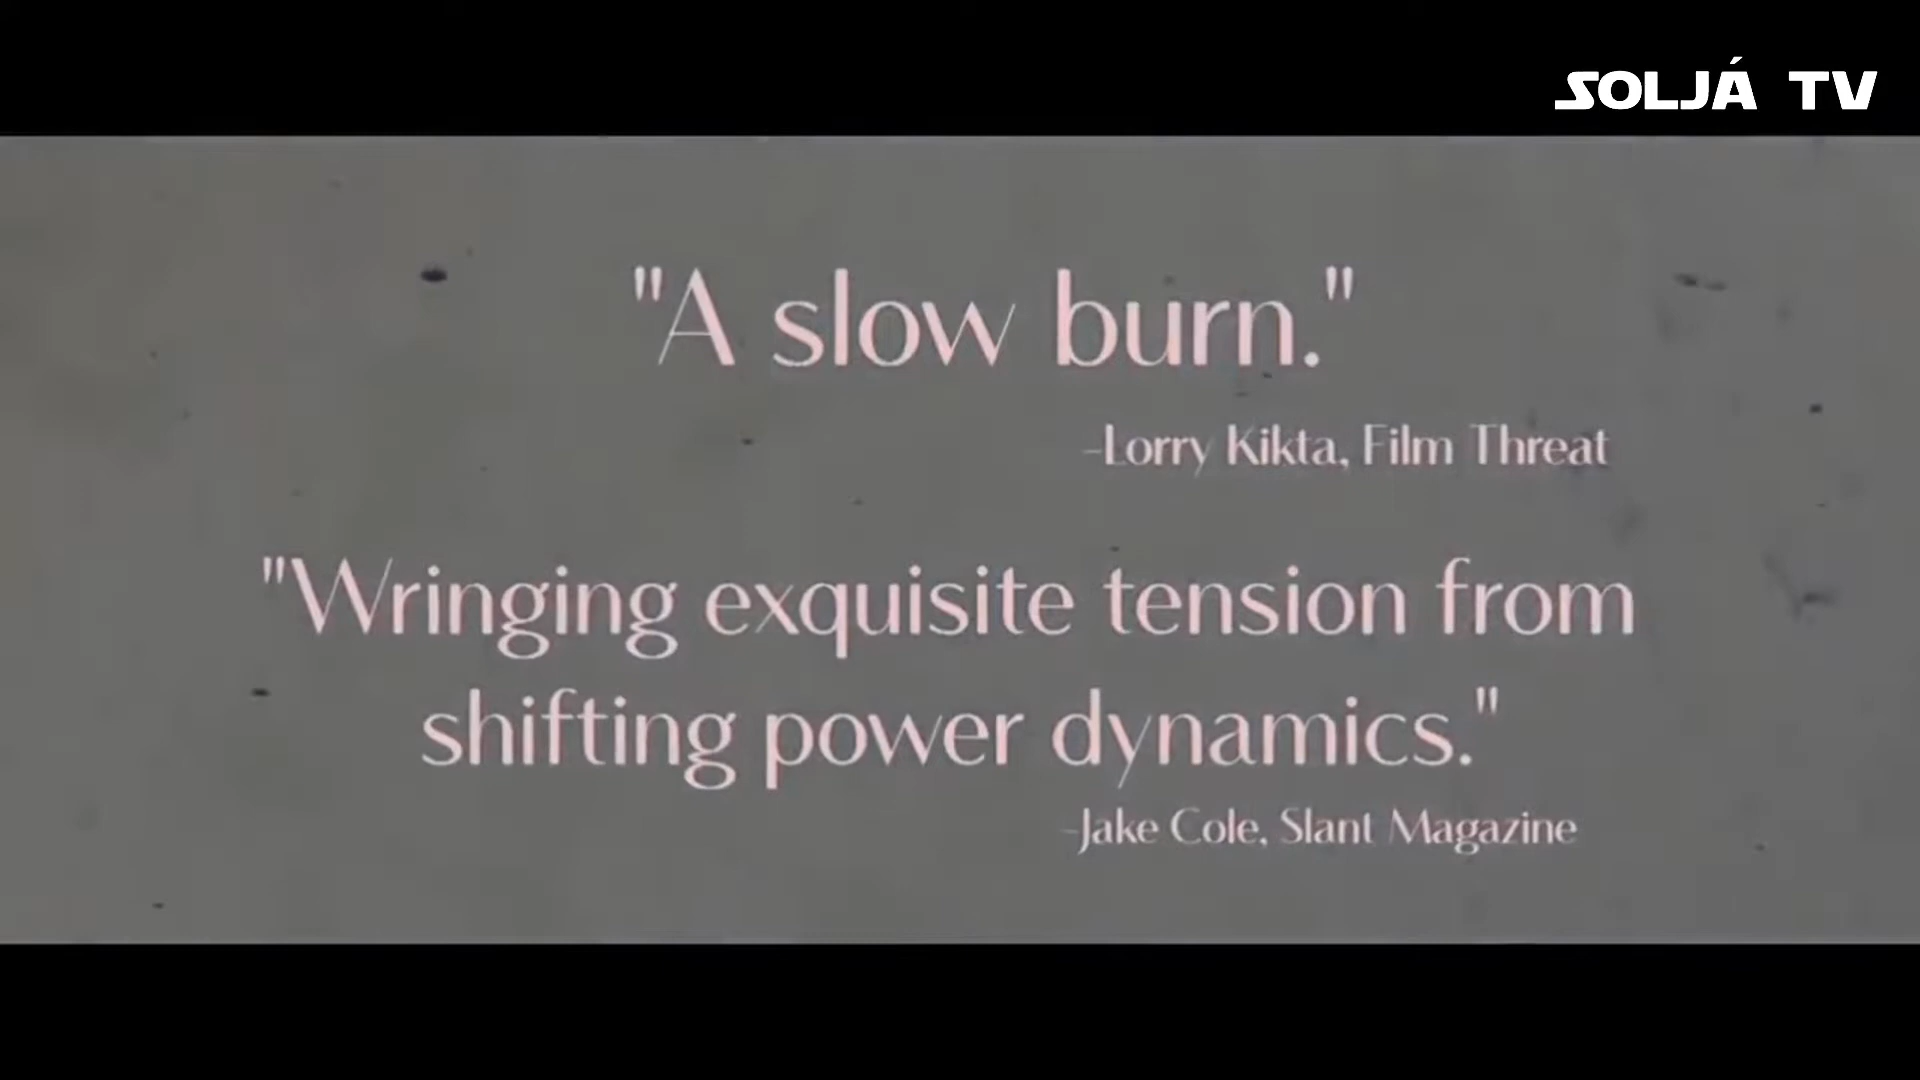 SOLJÁ TV
"A slow burn."
-Lorry Kikta, Film Threat
"Wringing exquisite tension from
shifting power dynamics."
-Jake Cole, Slant Magazine